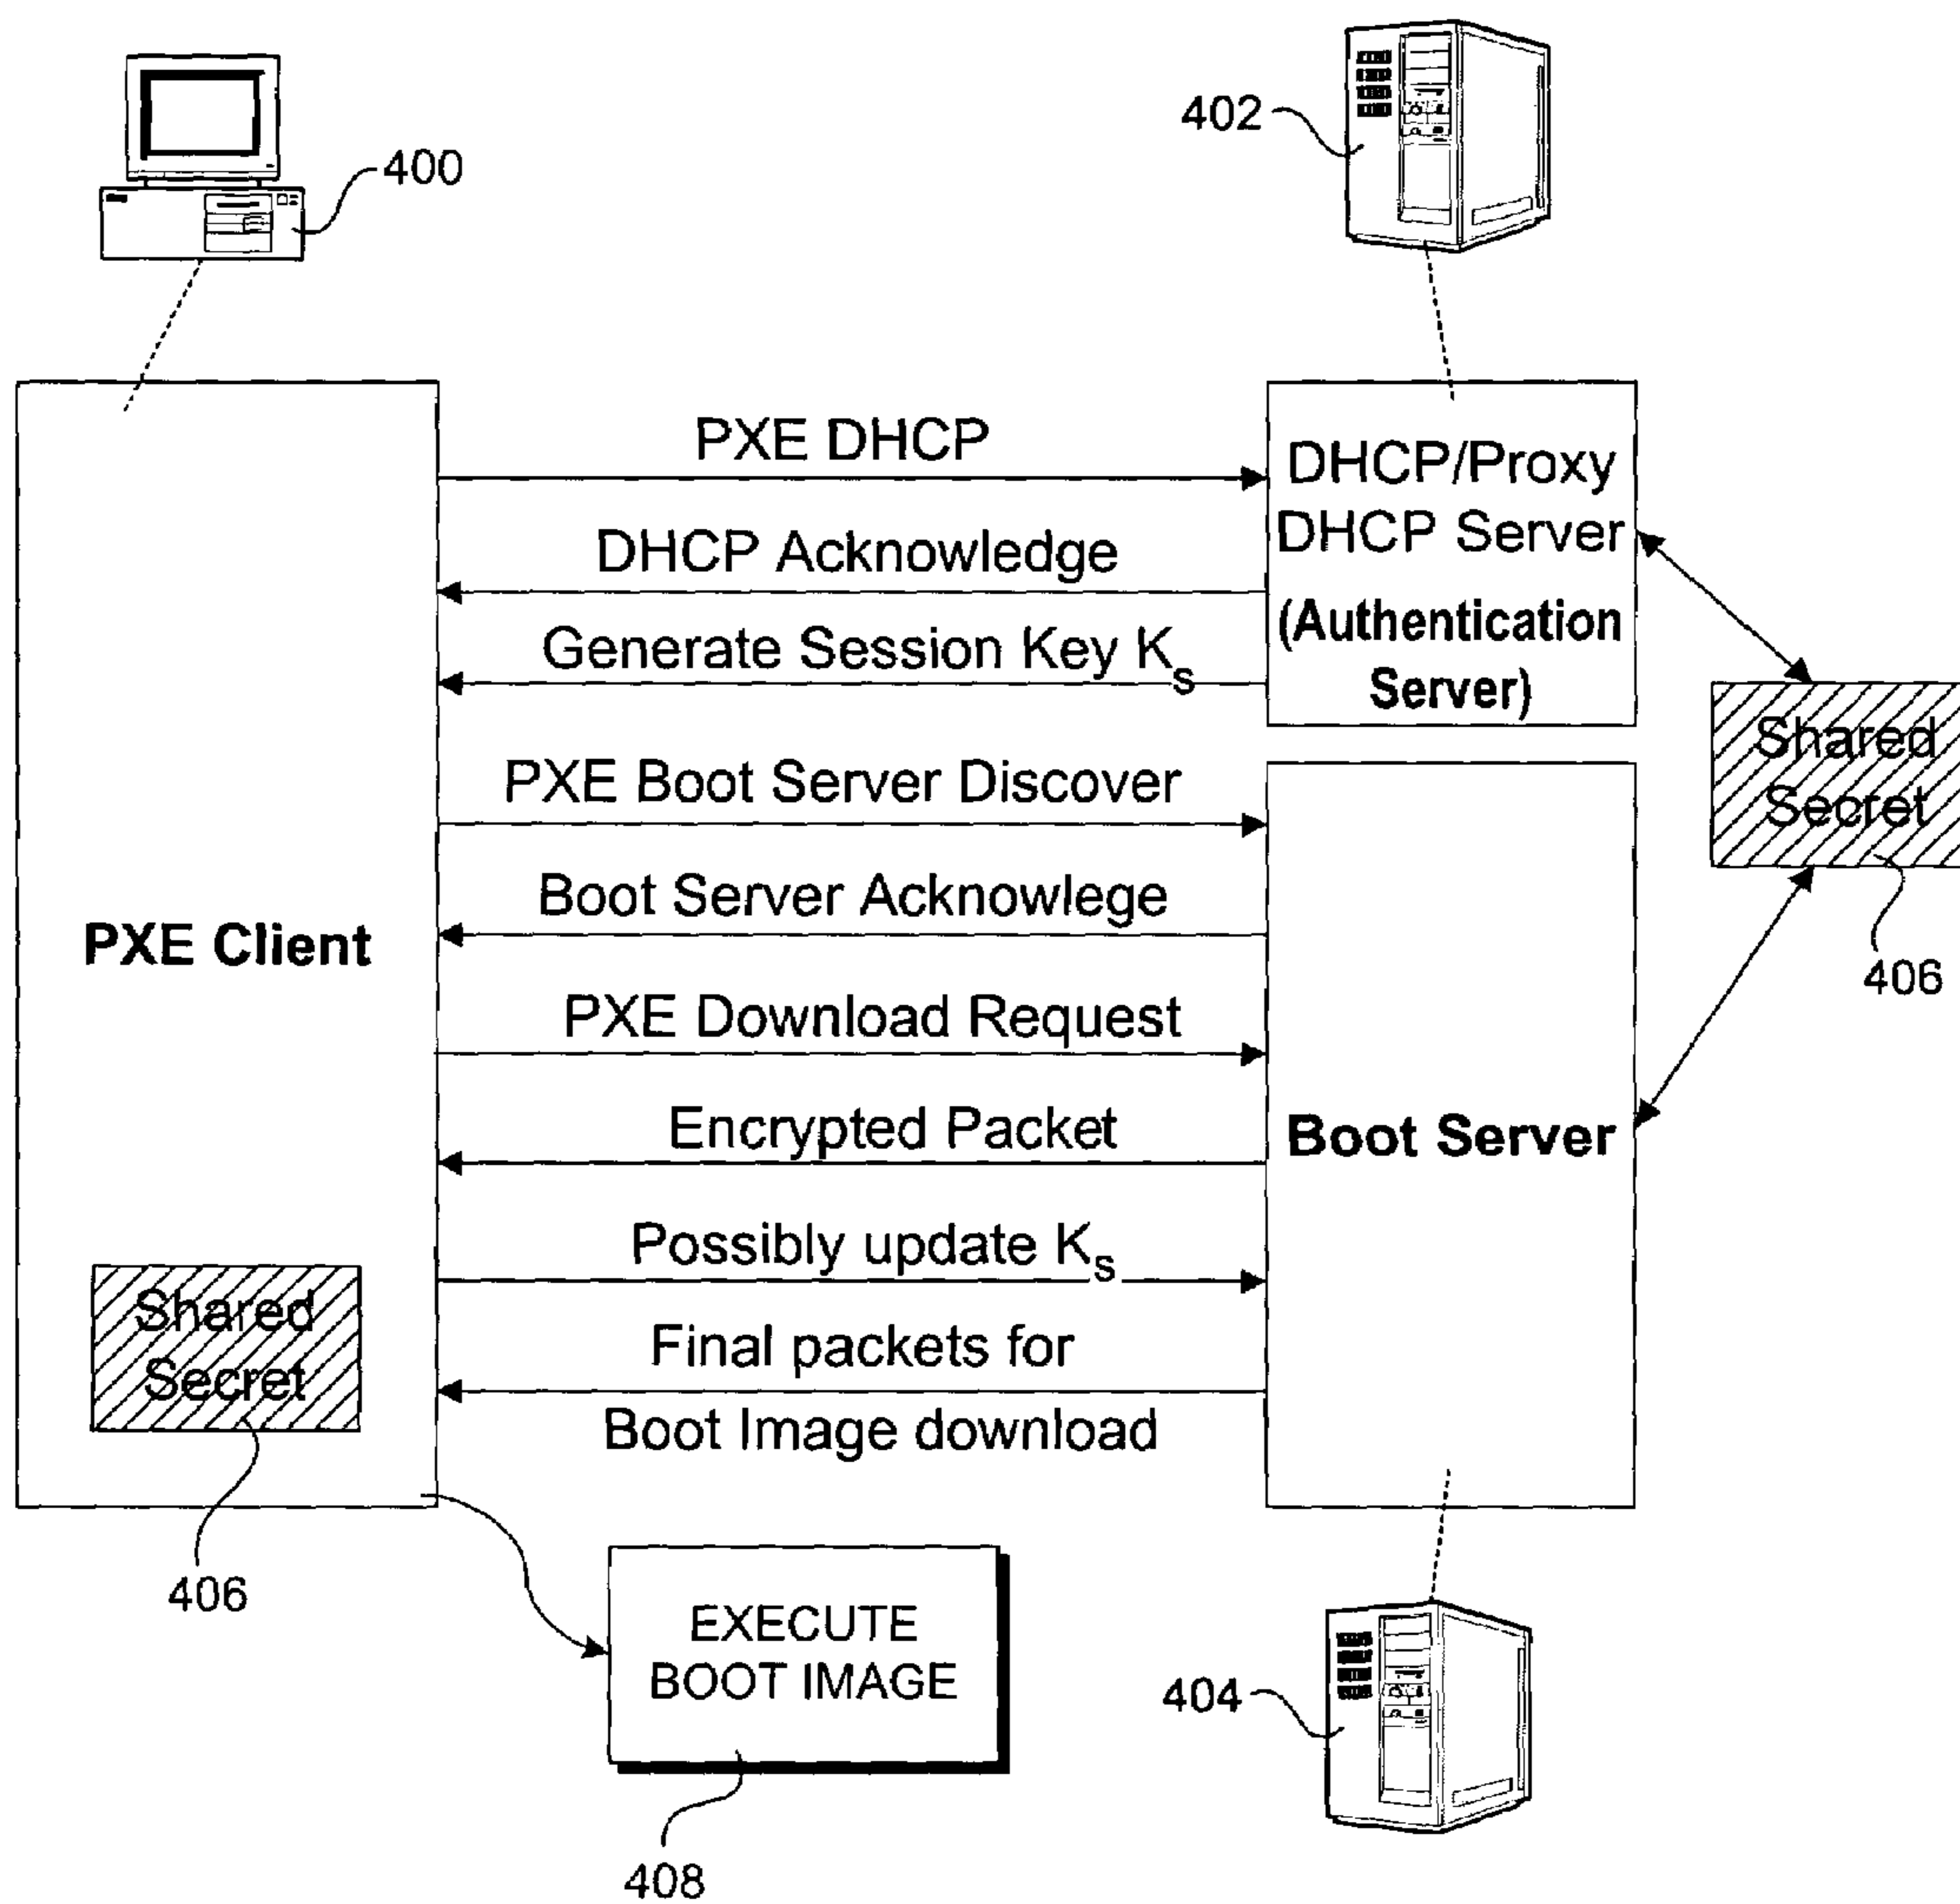 400
402
PXE DHCP
DHCP/Proxy
DHCP Server
(Authentication
Server)
DHCP Acknowledge
Generate Session Key Ks
Shared
Secret
406
PXE Boot Server Discover
Boot Server Acknowlege
PXE Client
PXE Download Request
Encrypted Packet
Boot Server
Possibly update Ks
Final packets for
Boot Image download
Shared
Secret
406
EXECUTE
BOOT IMAGE
408
404